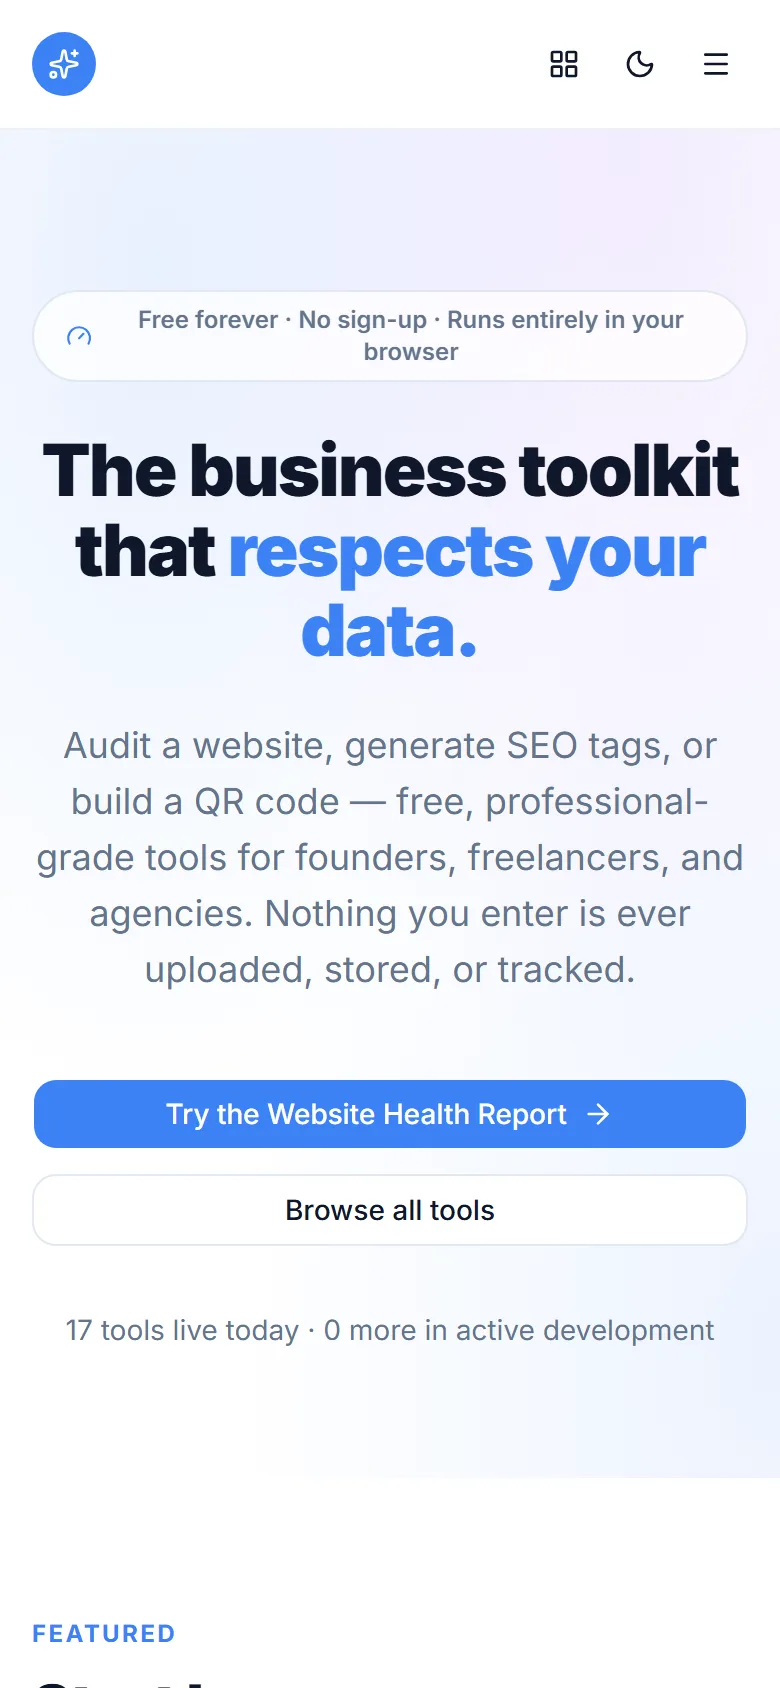 Free forever · No sign-up · Runs entirely in your
browser
The business toolkit
that respects your
data.
Audit a website, generate SEO tags, or
build a QR code — free, professional-
grade tools for founders, freelancers, and
agencies. Nothing you enter is ever
uploaded, stored, or tracked.
Try the Website Health Report
Browse all tools
17 tools live today · 0 more in active development
FEATURED